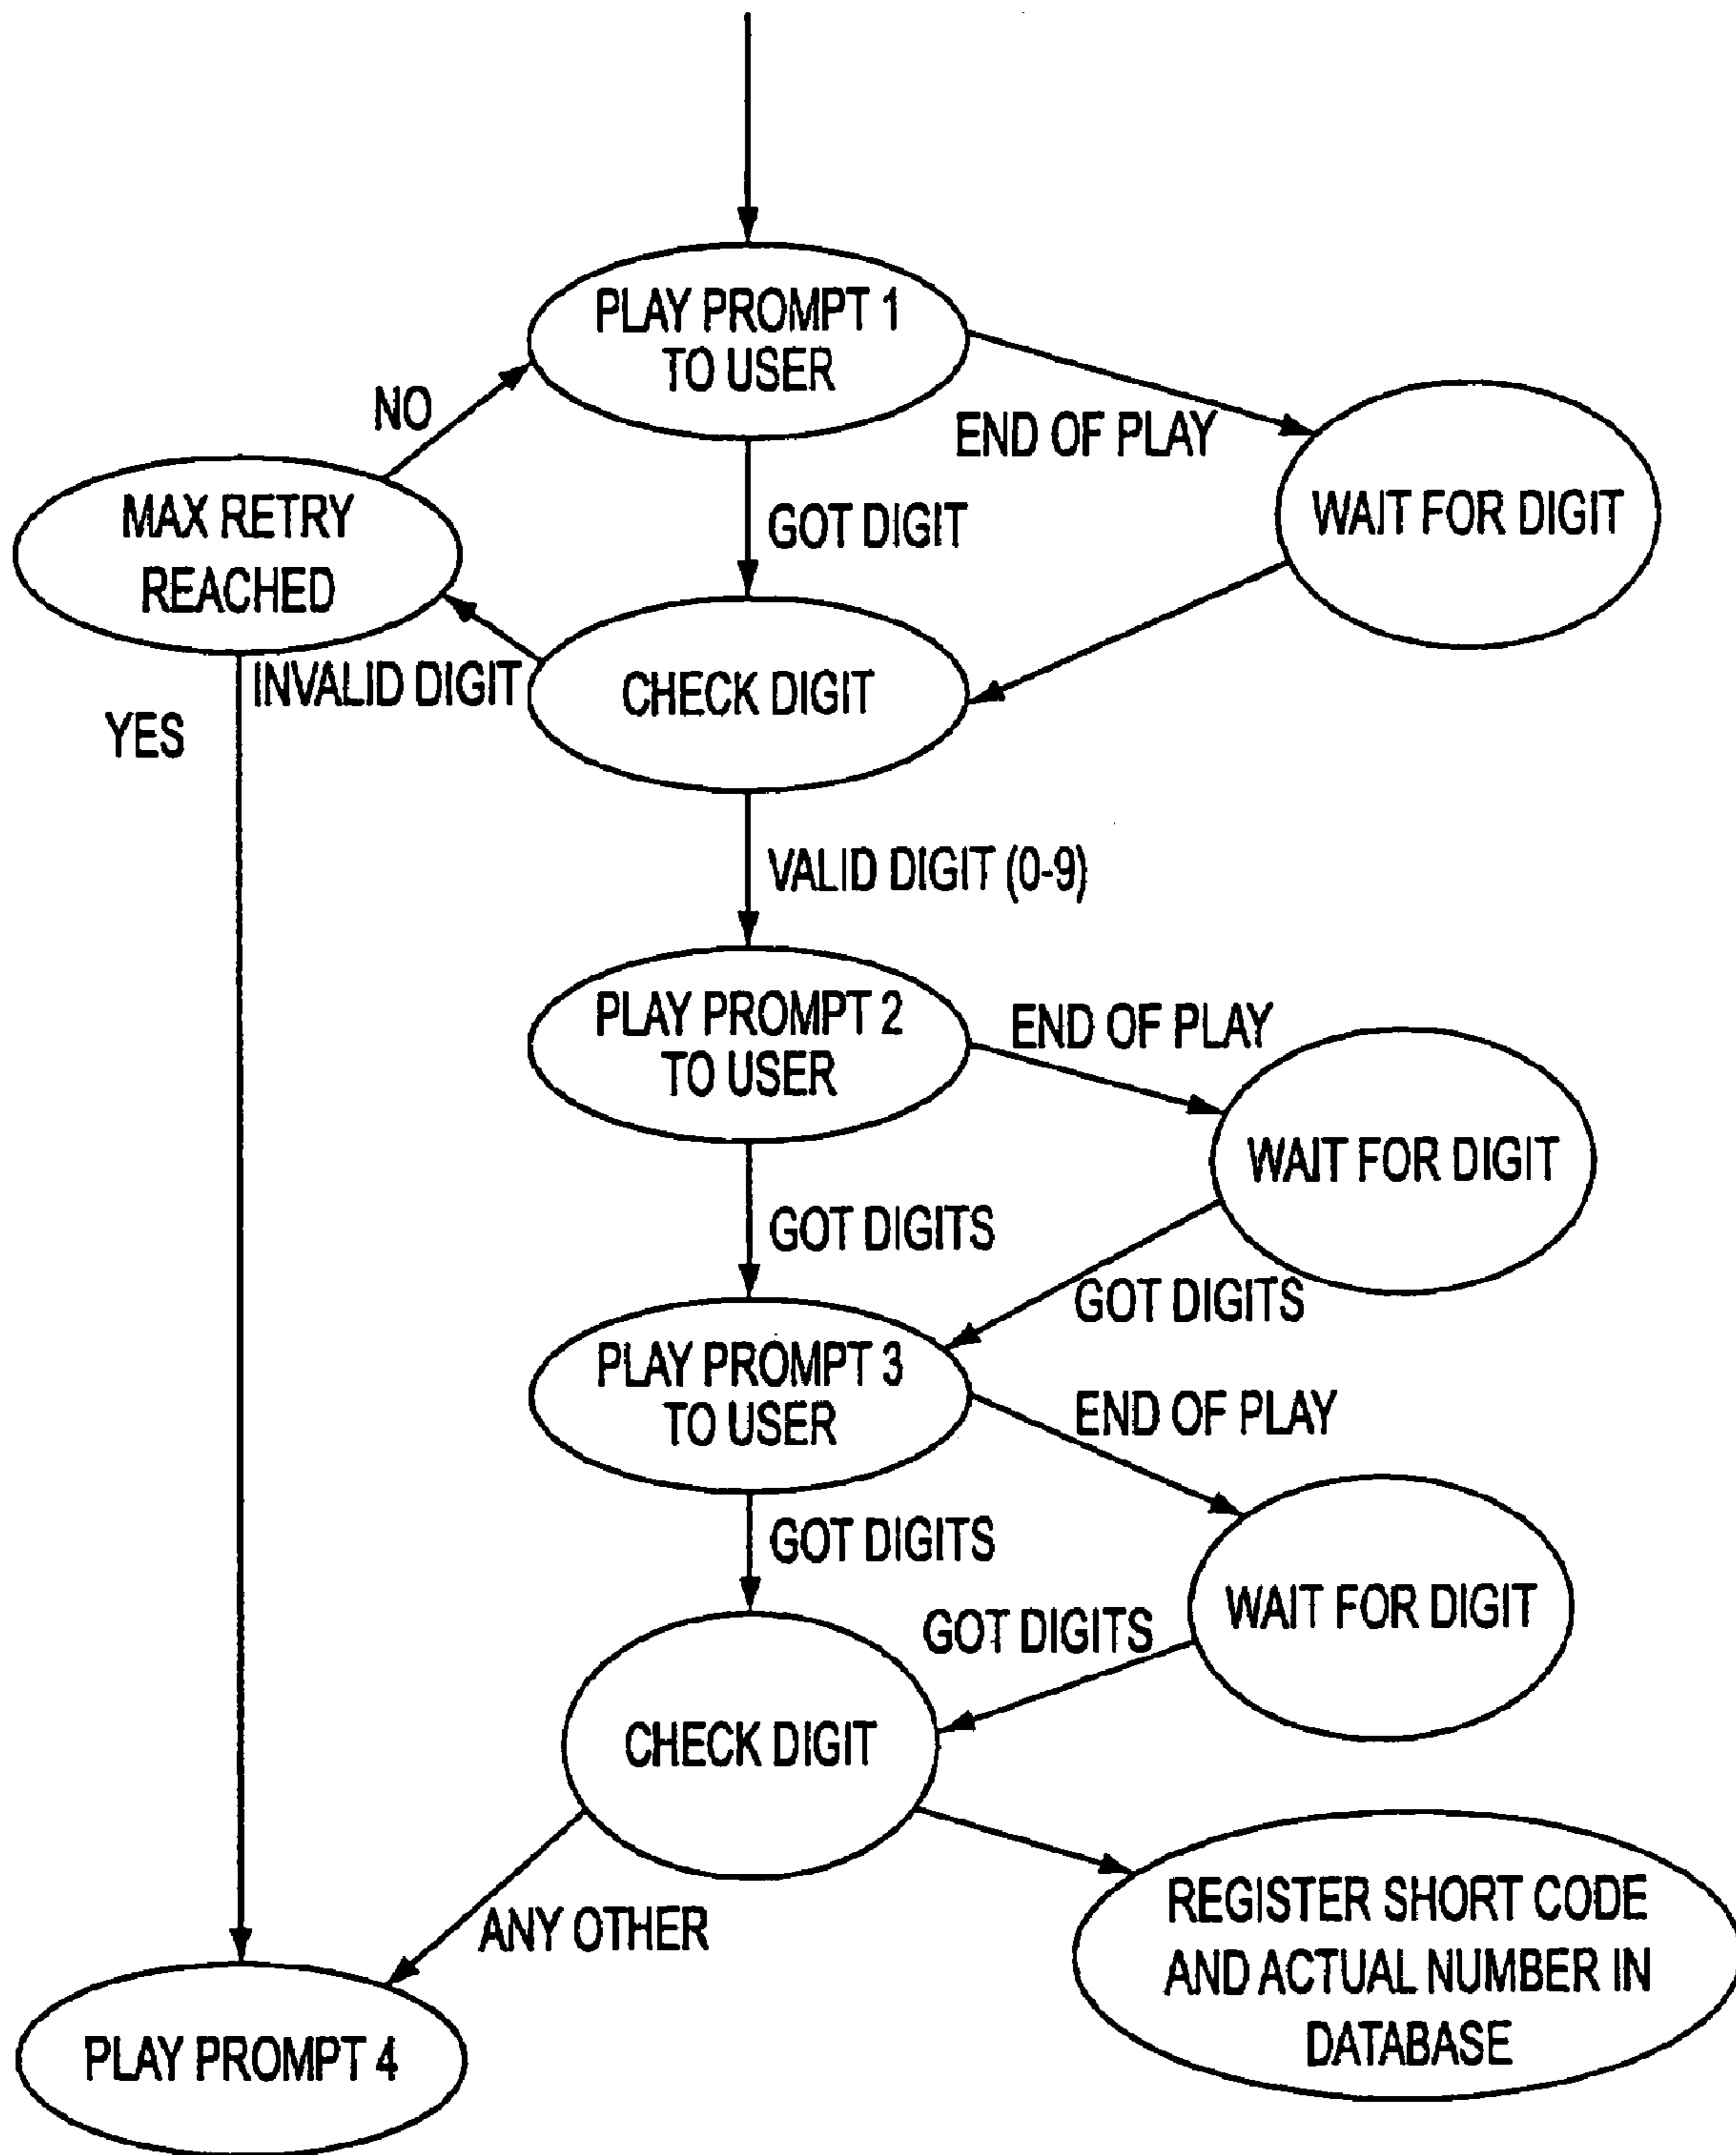 PLAY PROMPT 1
TO USER
NO
END OF PLAY
MAX RETRY
REACHED
GOT DIGIT
WAIT FOR DIGIT
INVALID DIGIT
CHECK DIGIT
YES
VALID DIGIT (0-9)
PLAY PROMPT 2
TO USER
END OF PLAY
WAIT FOR DIGIT
GOT DIGITS
GOT DIGITS
PLAY PROMPT 3
TO USER
END OF PLAY
GOT DIGITS
WAIT FOR DIGIT
GOT DIGITS
CHECK DIGIT
REGISTER SHORT CODE
AND ACTUAL NUMBER IN
DATABASE
ANY OTHER
PLAY PROMPT 4